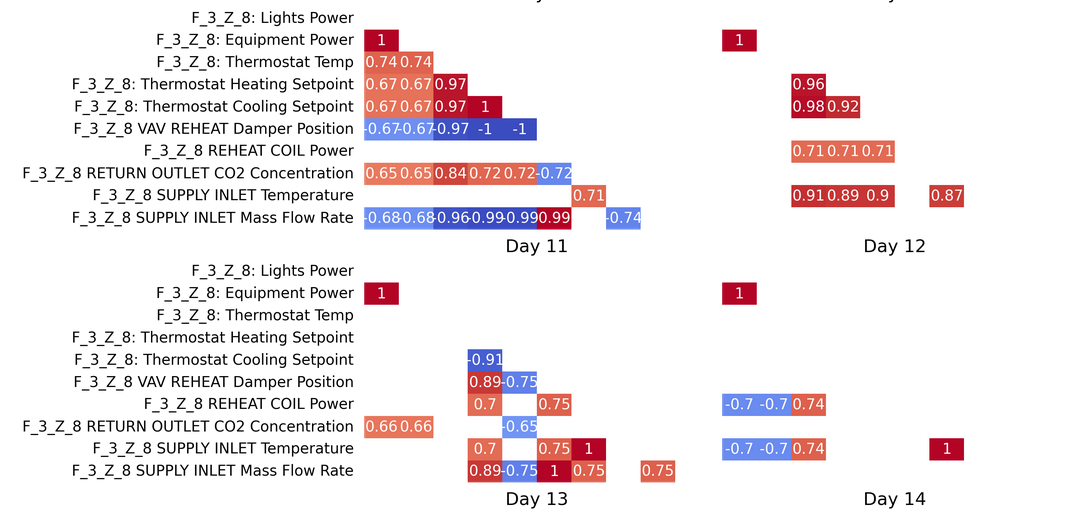 F_3_Z_8: Lights Power
F_3_Z_8: Equipment Power 1 1
F_3_Z_8: Thermostat Temp 0.74 0.74
F_3_Z_8: Thermostat Heating Setpoint 0.67 0.67 0.97 0.96
F_3_Z_8: Thermostat Cooling Setpoint 0.67 0.67 0.97 1 0.98 0.92
F_3_Z_8 VAV REHEAT Damper Position -0.67 -0.67 -0.97 -1 -1
F_3_Z_8 REHEAT COIL Power 0.71 0.71 0.71
F_3_Z_8 RETURN OUTLET CO2 Concentration 0.65 0.65 0.84 0.72 0.72 -0.72
F_3_Z_8 SUPPLY INLET Temperature 0.71 0.91 0.89 0.9 0.87
F_3_Z_8 SUPPLY INLET Mass Flow Rate -0.68 -0.68 -0.96 -0.99 -0.99 0.99 -0.74
Day 11 Day 12
F_3_Z_8: Lights Power
F_3_Z_8: Equipment Power 1 1
F_3_Z_8: Thermostat Temp
F_3_Z_8: Thermostat Heating Setpoint
F_3_Z_8: Thermostat Cooling Setpoint -0.91
F_3_Z_8 VAV REHEAT Damper Position 0.89 -0.75
F_3_Z_8 REHEAT COIL Power 0.7 0.75 -0.7 -0.7 0.74
F_3_Z_8 RETURN OUTLET CO2 Concentration 0.66 0.66 -0.65
F_3_Z_8 SUPPLY INLET Temperature 0.7 0.75 1 -0.7 -0.7 0.74 1
F_3_Z_8 SUPPLY INLET Mass Flow Rate 0.89 -0.75 1 0.75 0.75
Day 13 Day 14